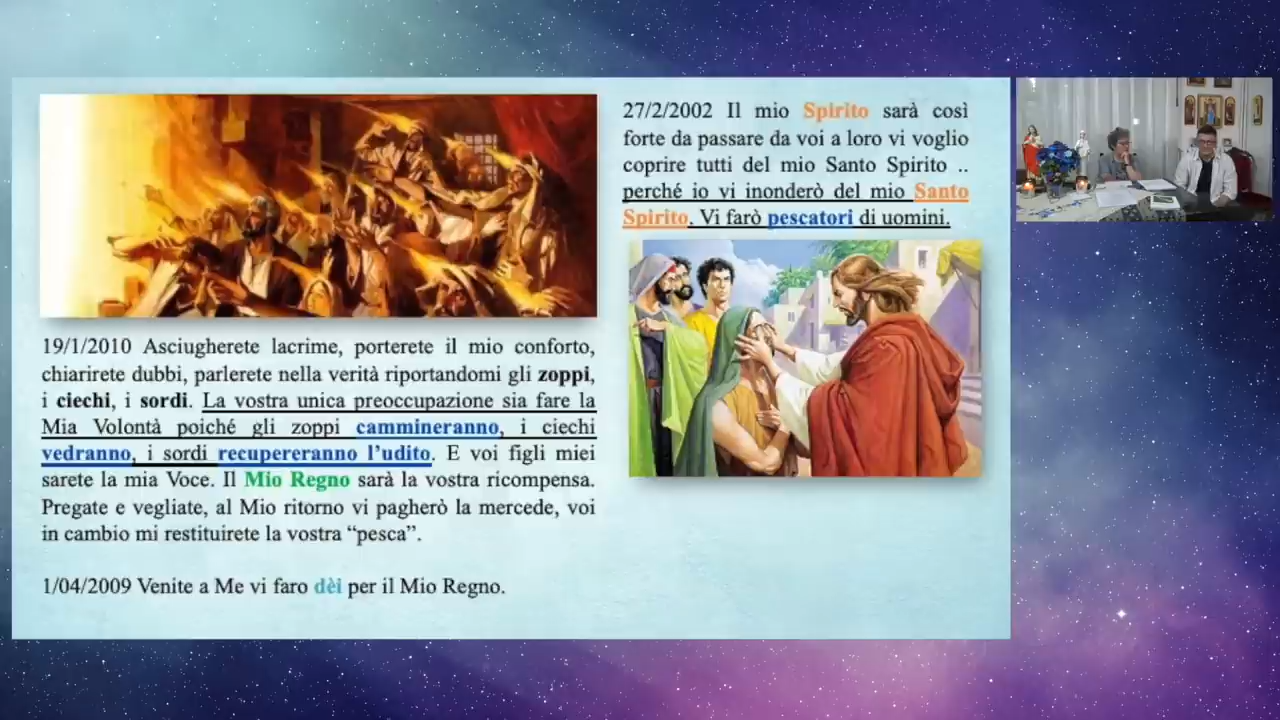 19/1/2010 Asciugherete lacrime, porterete il mio conforto,
chiarirete dubbi, parlerete nella verità riportandomi gli zoppi,
i ciechi, i sordi. La vostra unica preoccupazione sia fare la
Mia Volontà poiché gli zoppi cammineranno, i ciechi
vedranno, i sordi recupereranno l’udito. E voi figli miei
sarete la mia Voce. Il Mio Regno sarà la vostra ricompensa.
Pregate e vegliate, al Mio ritorno vi pagherò la mercede, voi
in cambio mi restituirete la vostra “pesca”.
1/04/2009 Venite a Me vi faro dèi per il Mio Regno.
27/2/2002 Il mio Spirito sarà così
forte da passare da voi a loro vi voglio
coprire tutti del mio Santo Spirito ..
perché io vi inonderò del mio Santo
Spirito. Vi farò pescatori di uomini.